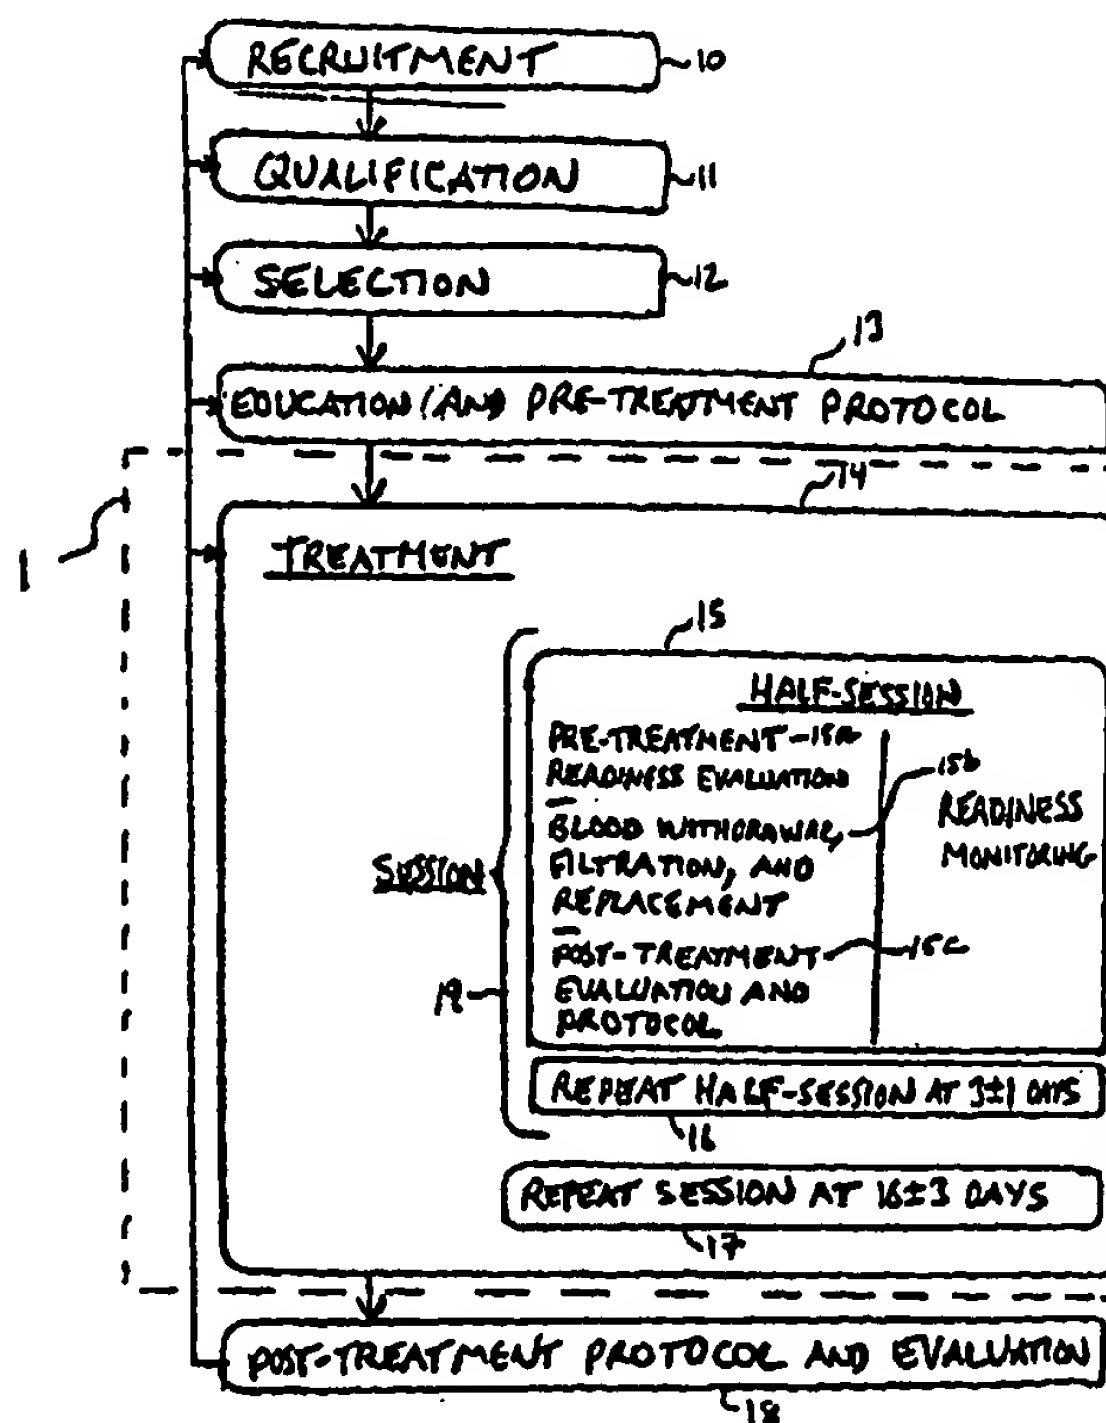 RECRUITMENT 10
QUALIFICATION 11
SELECTION 12
13
EDUCATION (AND PRE-TREATMENT PROTOCOL
14
1
TREATMENT
15
HALF-SESSION
PRE-TREATMENT - 15a
READINESS EVALUATION
15b
READINESS
MONITORING
BLOOD WITHDRAWAL,
FILTRATION, AND
REPLACEMENT
SESSION
POST-TREATMENT 15c
EVALUATION AND
PROTOCOL
19
REPEAT HALF-SESSION AT 3±1 DAYS
16
REPEAT SESSION AT 16±3 DAYS
17
POST-TREATMENT PROTOCOL AND EVALUATION
18